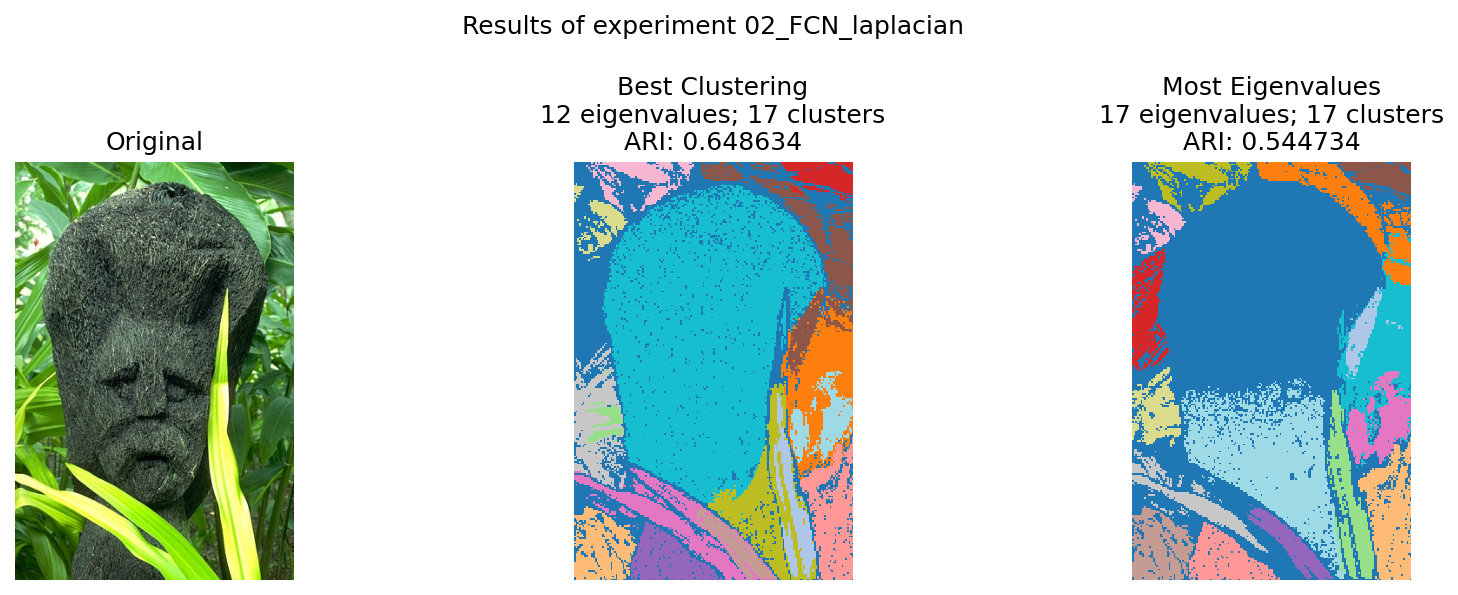 Results of experiment 02_FCN_laplacian
Original
Best Clustering
12 eigenvalues; 17 clusters
ARI: 0.648634
Most Eigenvalues
17 eigenvalues; 17 clusters
ARI: 0.544734